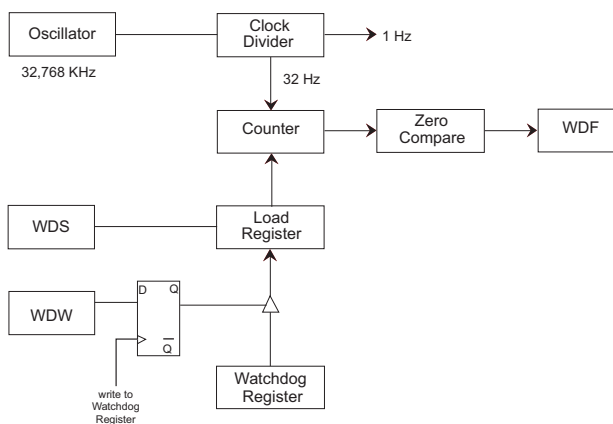 Oscillator
32,768 KHz
Clock
Divider
1 Hz
32 Hz
Counter
Zero
Compare
WDF
WDS
Load
Register
WDW
D
Q
Q
write to
Watchdog
Register
Watchdog
Register